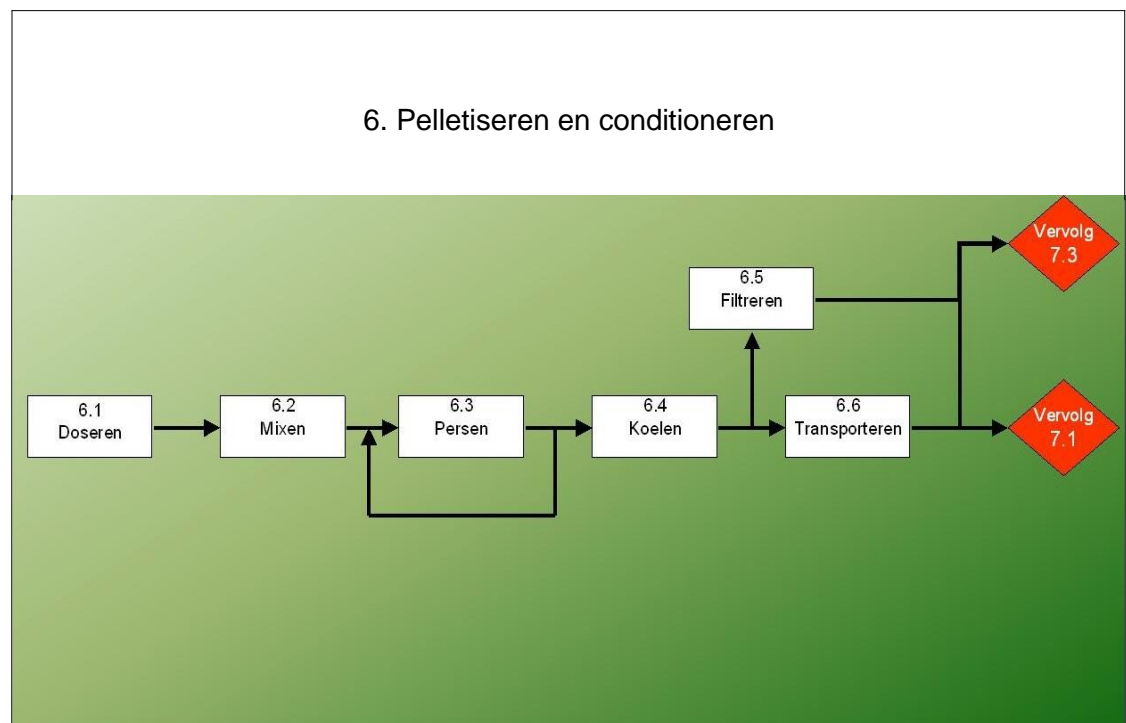 6. Pelletiseren en conditioneren
Vervolg
7.3
6.5
Filtreren
6.1
Doseren
6.2
Mixen
6.3
Persen
6.4
Koelen
6.6
Transporteren
Vervolg
7.1